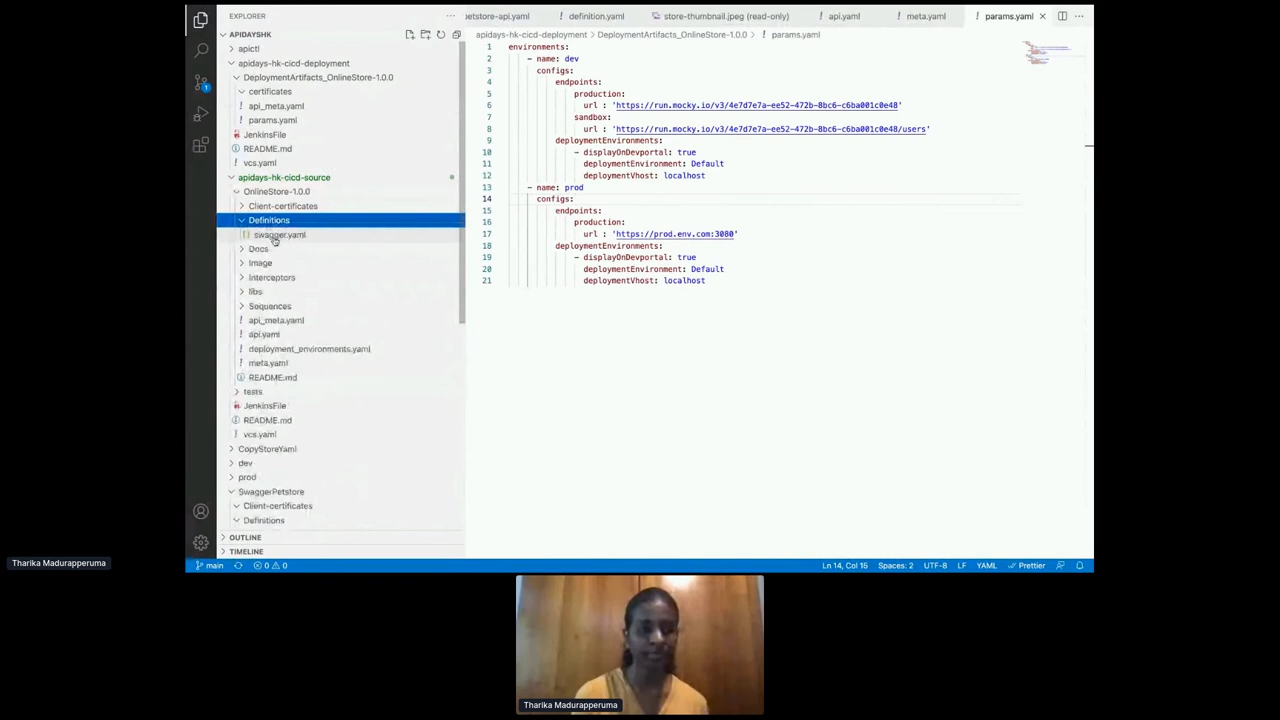 EXPLORER
petstore-api.yaml
definition.yaml
store-thumbnail.jpeg (read-only)
api.yaml
meta.yaml
params.yaml
APIDAYSHK
apictl
apidays-hk-cicd-deployment
DeploymentArtifacts_OnlineStore-1.0.0
certificates
api_meta.yaml
params.yaml
JenkinsFile
README.md
vcs.yaml
apidays-hk-cicd-source
OnlineStore-1.0.0
Client-certificates
Definitions
swagger.yaml
Docs
Image
Interceptors
libs
Sequences
api_meta.yaml
api.yaml
deployment_environments.yaml
meta.yaml
README.md
tests
JenkinsFile
README.md
vcs.yaml
CopyStoreYaml
dev
prod
SwaggerPetstore
Client-certificates
Definitions
OUTLINE
TIMELINE
apidays-hk-cicd-deployment > DeploymentArtifacts_OnlineStore-1.0.0 > params.yaml
1 environments:
2 - name: dev
3 configs:
4 endpoints:
5 production:
6 url : 'https://run.mocky.io/v3/4e7d7e7a-ee52-472b-8bc6-c6ba001c0e48'
7 sandbox:
8 url : 'https://run.mocky.io/v3/4e7d7e7a-ee52-472b-8bc6-c6ba001c0e48/users'
9 deploymentEnvironments:
10 - displayOnDevportal: true
11 deploymentEnvironment: Default
12 deploymentVhost: localhost
13 - name: prod
14 configs:
15 endpoints:
16 production:
17 url : 'https://prod.env.com:3080'
18 deploymentEnvironments:
19 - displayOnDevportal: true
20 deploymentEnvironment: Default
21 deploymentVhost: localhost
main 0 0 Ln 14, Col 15 Spaces: 2 UTF-8 LF YAML Prettier
Tharika Madurapperuma
Tharika Madurapperuma